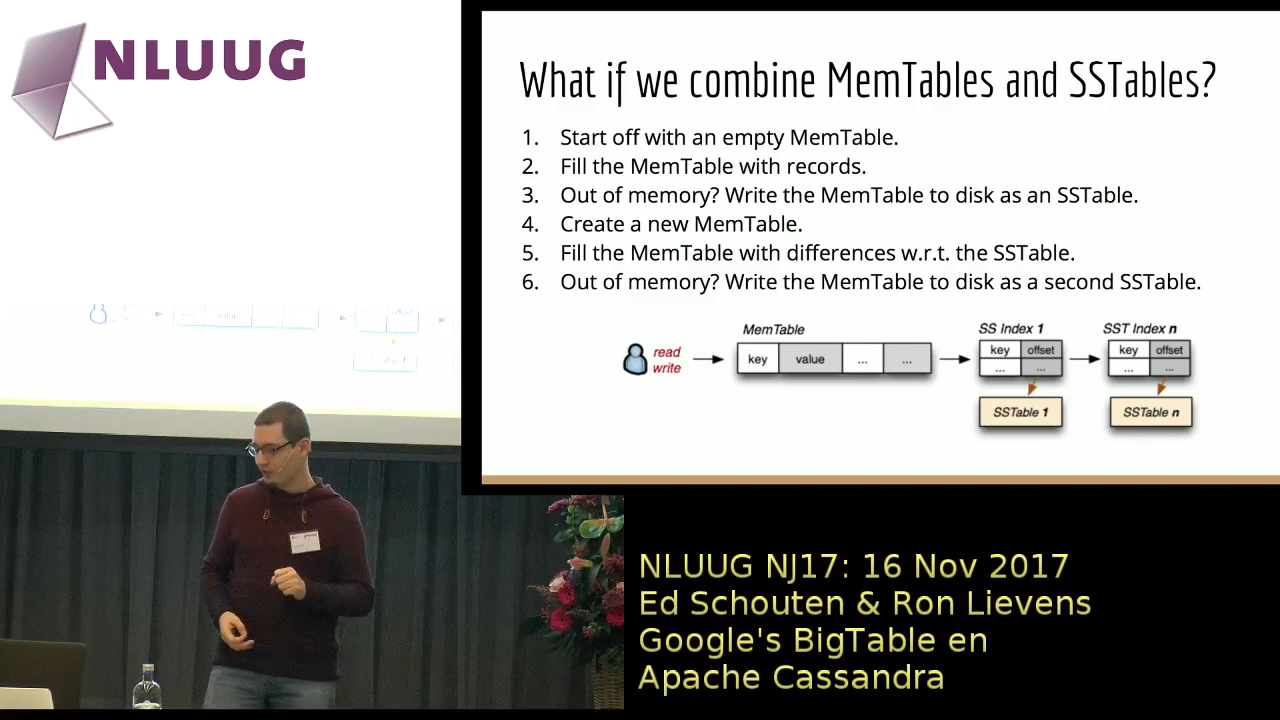 NLUUG
What if we combine MemTables and SSTables?
1. Start off with an empty MemTable.
2. Fill the MemTable with records.
3. Out of memory? Write the MemTable to disk as an SSTable.
4. Create a new MemTable.
5. Fill the MemTable with differences w.r.t. the SSTable.
6. Out of memory? Write the MemTable to disk as a second SSTable.
read
write
MemTable
key value ... ...
SS Index 1
key offset
... ...
SSTable 1
SST Index n
key offset
... ...
SSTable n
NLUUG NJ17: 16 Nov 2017
Ed Schouten & Ron Lievens
Google's BigTable en
Apache Cassandra